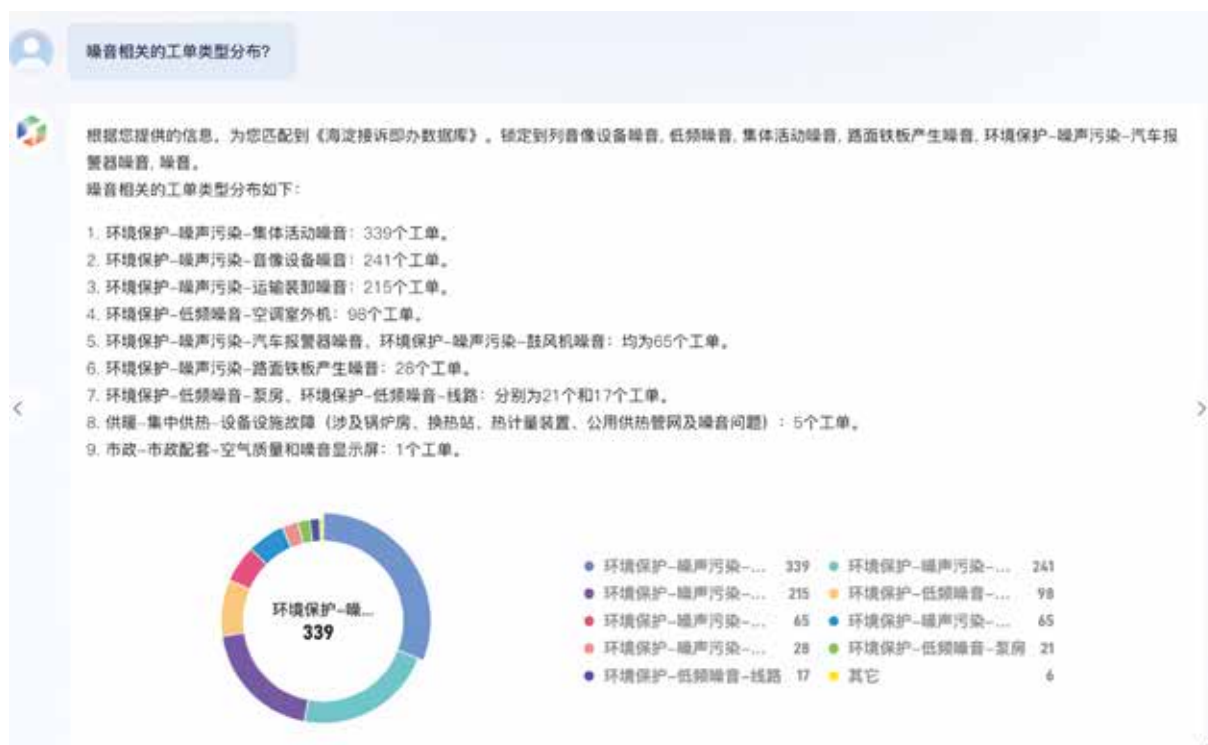 噪音相关的工单类型分布?
根据您提供的信息，为您匹配到《海淀接诉即办数据库》。锁定到列音像设备噪音, 低频噪音, 集体活动噪音, 路面铁板产生噪音, 环境保护–噪声污染–汽车报
警器噪音, 噪音。
噪音相关的工单类型分布如下：
1. 环境保护–噪声污染–集体活动噪音：339个工单。
2. 环境保护–噪声污染–音像设备噪音：241个工单。
3. 环境保护–噪声污染–运输装卸噪音：215个工单。
4. 环境保护–低频噪音–空调室外机：98个工单。
5. 环境保护–噪声污染–汽车报警器噪音、环境保护–噪声污染–鼓风机噪音：均为65个工单。
6. 环境保护–噪声污染–路面铁板产生噪音：28个工单。
7. 环境保护–低频噪音–泵房、环境保护–低频噪音–线路：分别为21个和17个工单。
8. 供暖–集中供热–设备设施故障（涉及锅炉房、换热站、热计量装置、公用供热管网及噪音问题）：5个工单。
9. 市政–市政配套–空气质量和噪音显示屏：1个工单。
环境保护–噪...
339
环境保护–噪声污染–... 339 环境保护–噪声污染–... 241
环境保护–噪声污染–... 215 环境保护–低频噪音–... 98
环境保护–噪声污染–... 65 环境保护–噪声污染–... 65
环境保护–噪声污染–... 28 环境保护–低频噪音–泵房 21
环境保护–低频噪音–线路 17 其它 6